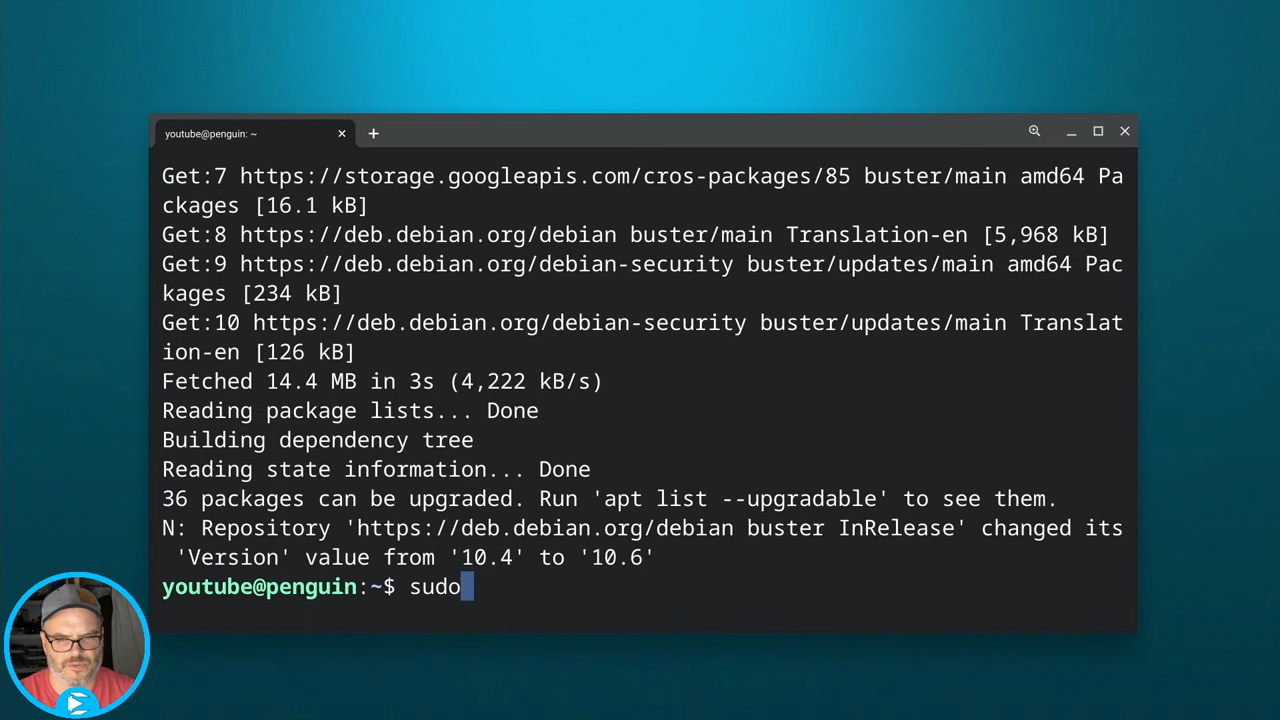 youtube@penguin: ~
Get:7 https://storage.googleapis.com/cros-packages/85 buster/main amd64 Pa
ckages [16.1 kB]
Get:8 https://deb.debian.org/debian buster/main Translation-en [5,968 kB]
Get:9 https://deb.debian.org/debian-security buster/updates/main amd64 Pac
kages [234 kB]
Get:10 https://deb.debian.org/debian-security buster/updates/main Translat
ion-en [126 kB]
Fetched 14.4 MB in 3s (4,222 kB/s)
Reading package lists... Done
Building dependency tree
Reading state information... Done
36 packages can be upgraded. Run 'apt list --upgradable' to see them.
N: Repository 'https://deb.debian.org/debian buster InRelease' changed its
'Version' value from '10.4' to '10.6'
youtube@penguin:~$ sudo